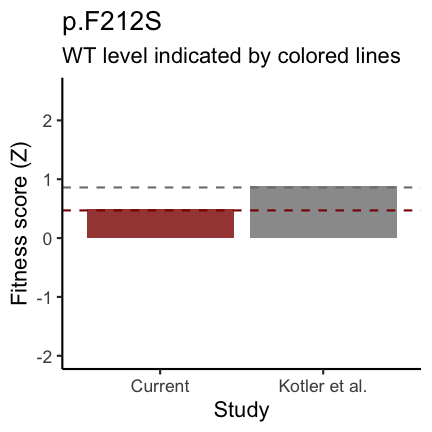 p.F212S
WT level indicated by colored lines
Fitness score (Z)
2
1
0
-1
-2
Current
Kotler et al.
Study